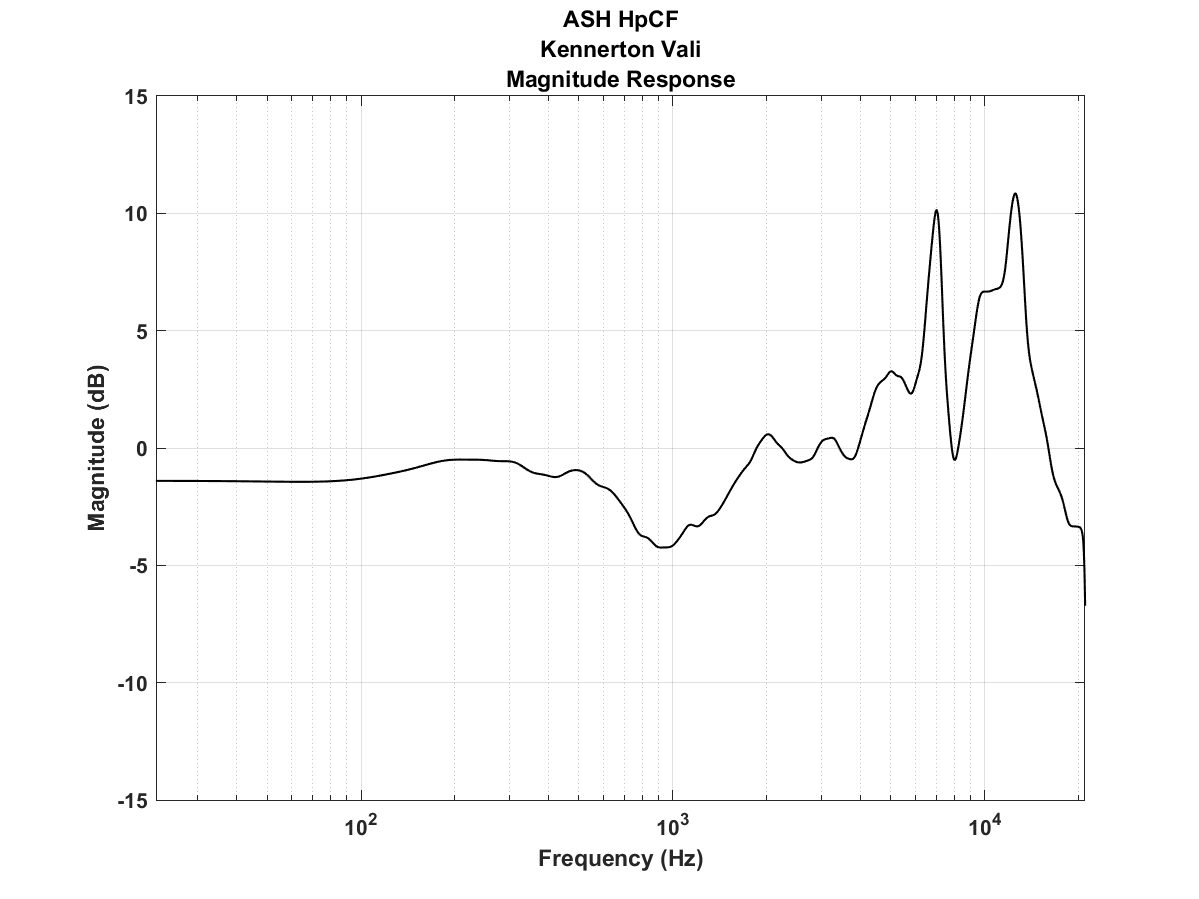 ASH HpCF
Kennerton Vali
Magnitude Response
15
10
5
0
-5
-10
-15
Magnitude (dB)
10²
10³
10⁴
Frequency (Hz)